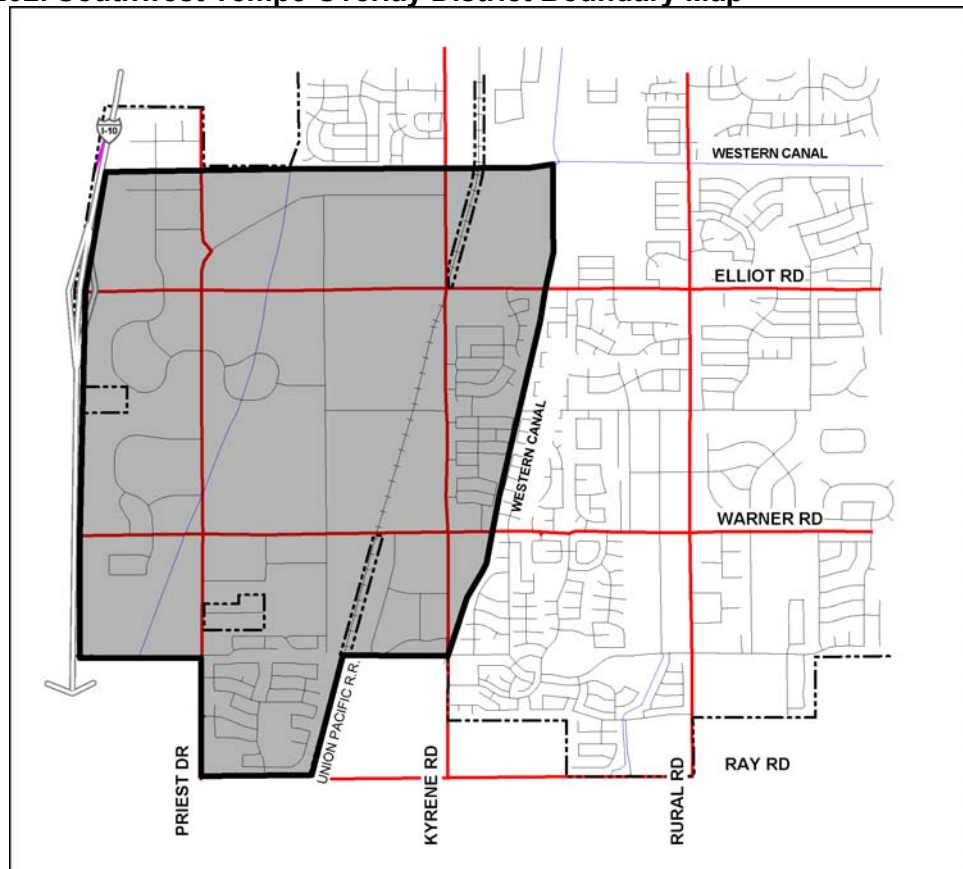 Southwest Tempe Overlay District Boundary Map
I-10
WESTERN CANAL
ELLIOT RD
WESTERN CANAL
WARNER RD
UNION PACIFIC R.R.
PRIEST DR
KYRENE RD
RURAL RD
RAY RD